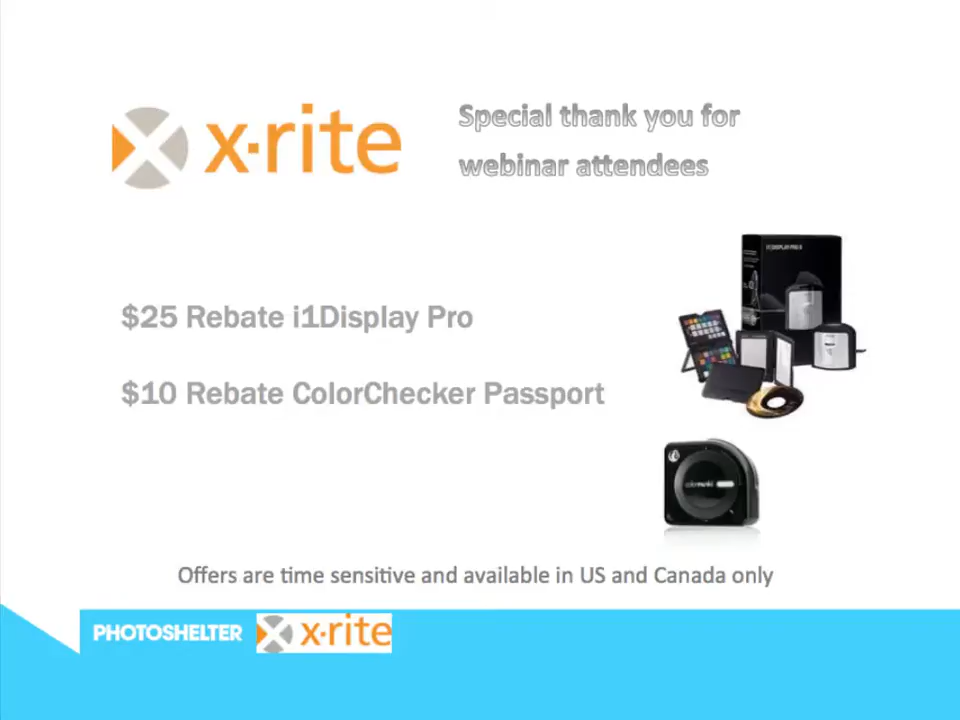 x·rite
Special thank you for
webinar attendees
$25 Rebate i1Display Pro
$10 Rebate ColorChecker Passport
Offers are time sensitive and available in US and Canada only
PHOTOSHELTER
x·rite